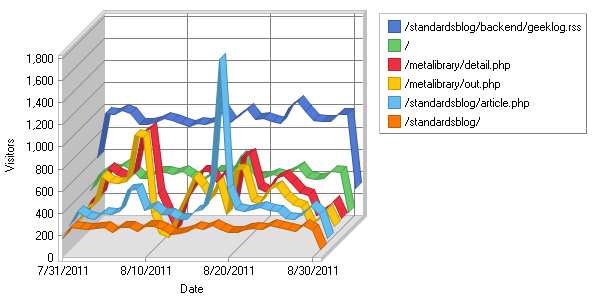 /standardsblog/backend/geeklog.rss
/
/metalibrary/detail.php
/metalibrary/out.php
/standardsblog/article.php
/standardsblog/
Visitors
1,800
1,600
1,400
1,200
1,000
800
600
400
200
0
7/31/2011
8/10/2011
8/20/2011
8/30/2011
Date